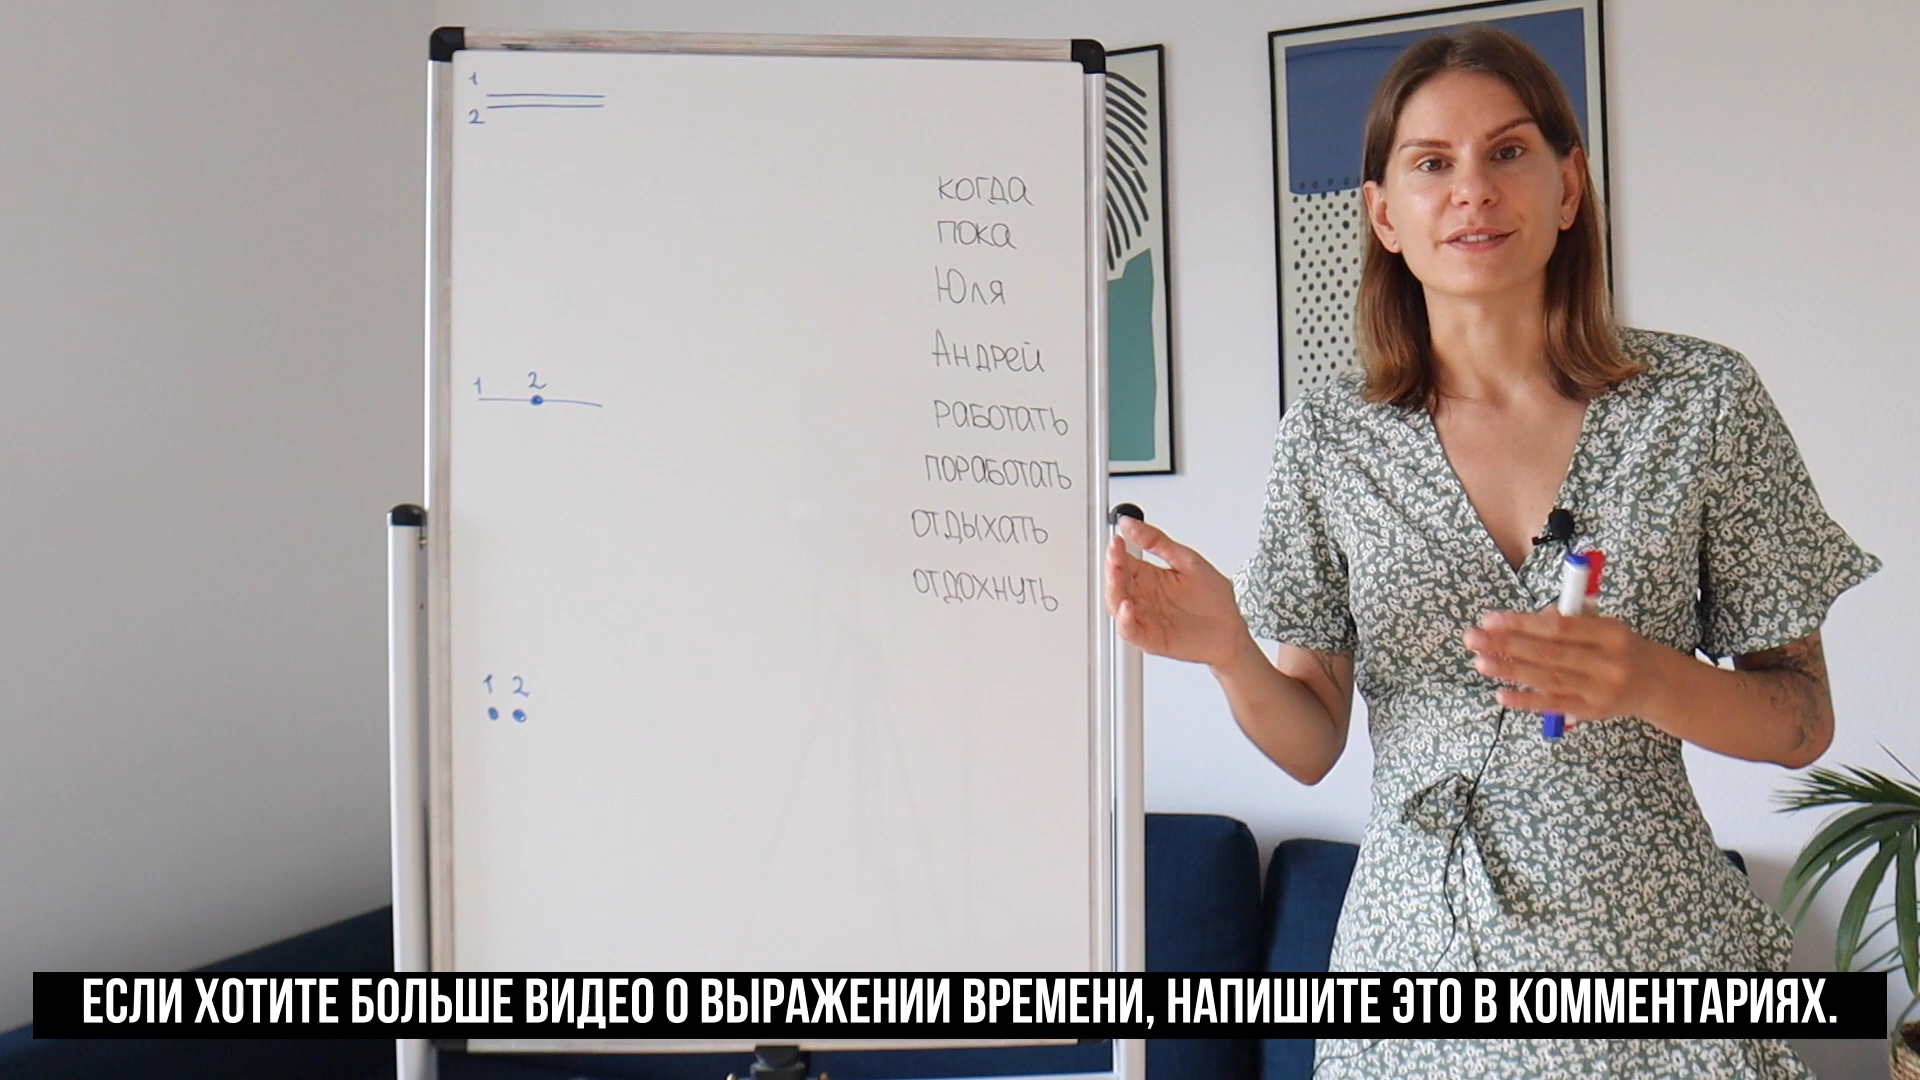 1
2
когда
пока
Юля
Андрей
1 2
работать
поработать
отдыхать
отдохнуть
1 2
ЕСЛИ ХОТИТЕ БОЛЬШЕ ВИДЕО О ВЫРАЖЕНИИ ВРЕМЕНИ, НАПИШИТЕ ЭТО В КОММЕНТАРИЯХ.